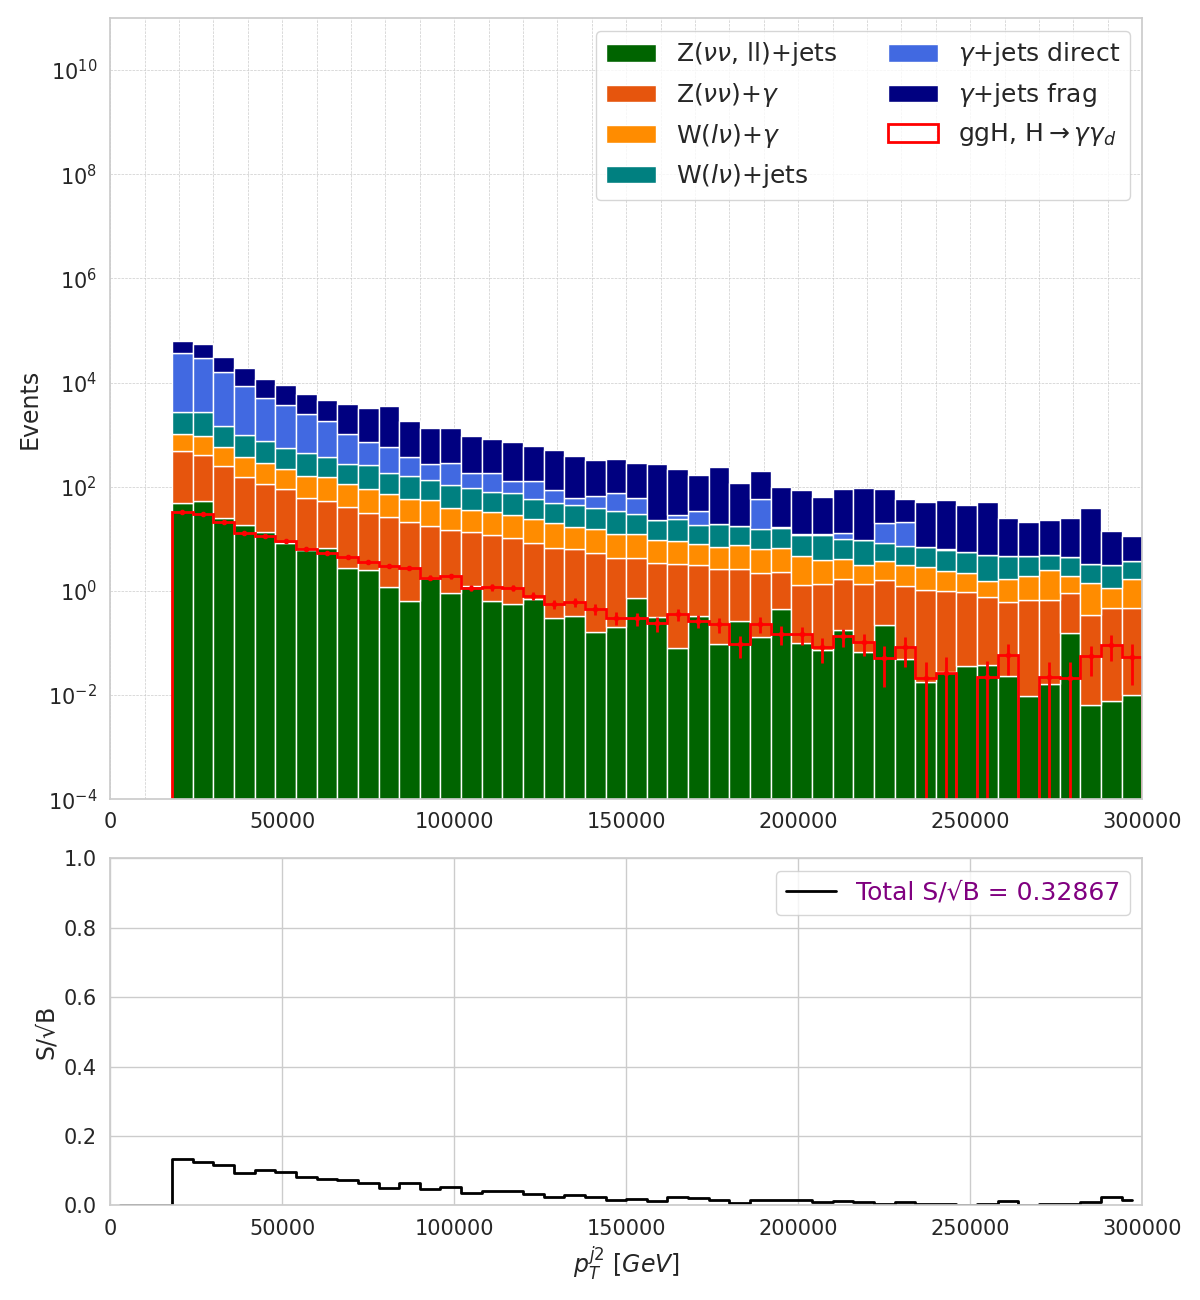 Z(νν, ll)+jets
Z(νν)+γ
W(lν)+γ
W(lν)+jets
γ+jets direct
γ+jets frag
ggH, H→γγ_d
Events
10^10
10^8
10^6
10^4
10^2
10^0
10^−2
10^−4
0 50000 100000 150000 200000 250000 300000
Total S/√B = 0.32867
S/√B
1.0
0.8
0.6
0.4
0.2
0.0
0 50000 100000 150000 200000 250000 300000
p_T^j2 [GeV]